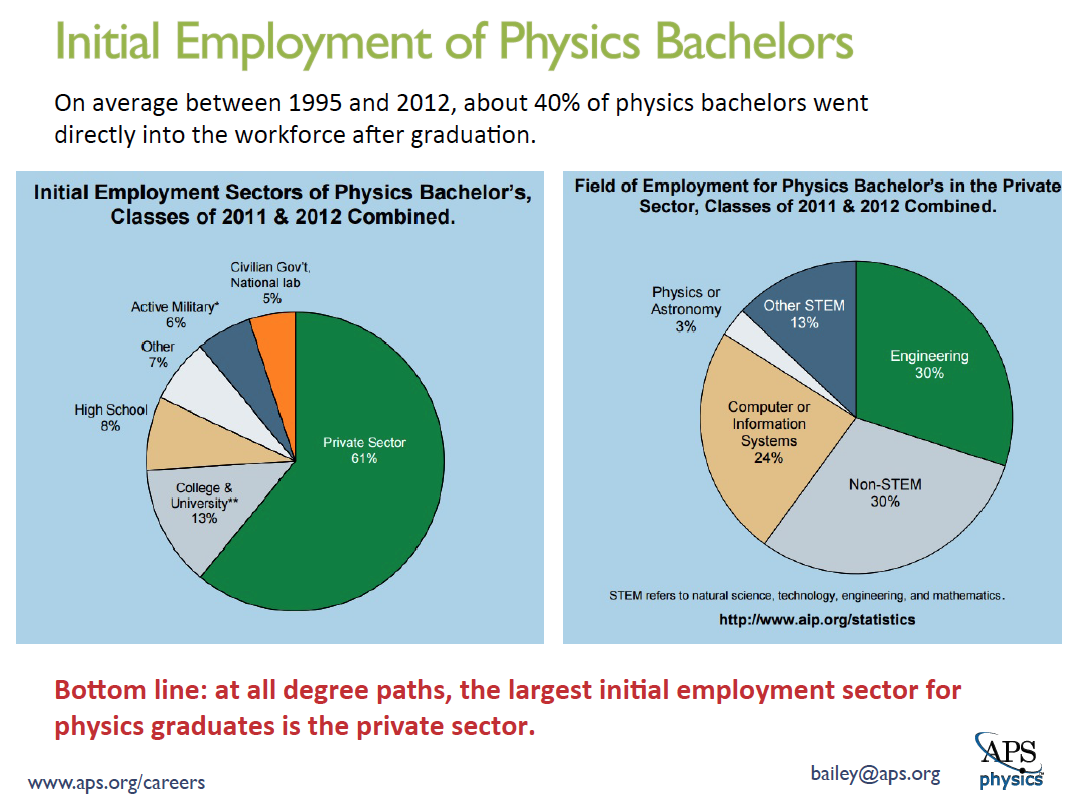 Initial Employment of Physics Bachelors
On average between 1995 and 2012, about 40% of physics bachelors went
directly into the workforce after graduation.
Initial Employment Sectors of Physics Bachelor's,
Classes of 2011 & 2012 Combined.
Civilian Gov't,
National lab
5%
Active Military*
6%
Other
7%
High School
8%
College &
University**
13%
Private Sector
61%
Field of Employment for Physics Bachelor's in the Private
Sector, Classes of 2011 & 2012 Combined.
Physics or
Astronomy
3%
Other STEM
13%
Engineering
30%
Computer or
Information
Systems
24%
Non-STEM
30%
STEM refers to natural science, technology, engineering, and mathematics.
http://www.aip.org/statistics
Bottom line: at all degree paths, the largest initial employment sector for
physics graduates is the private sector.
www.aps.org/careers
bailey@aps.org
APS
physics™